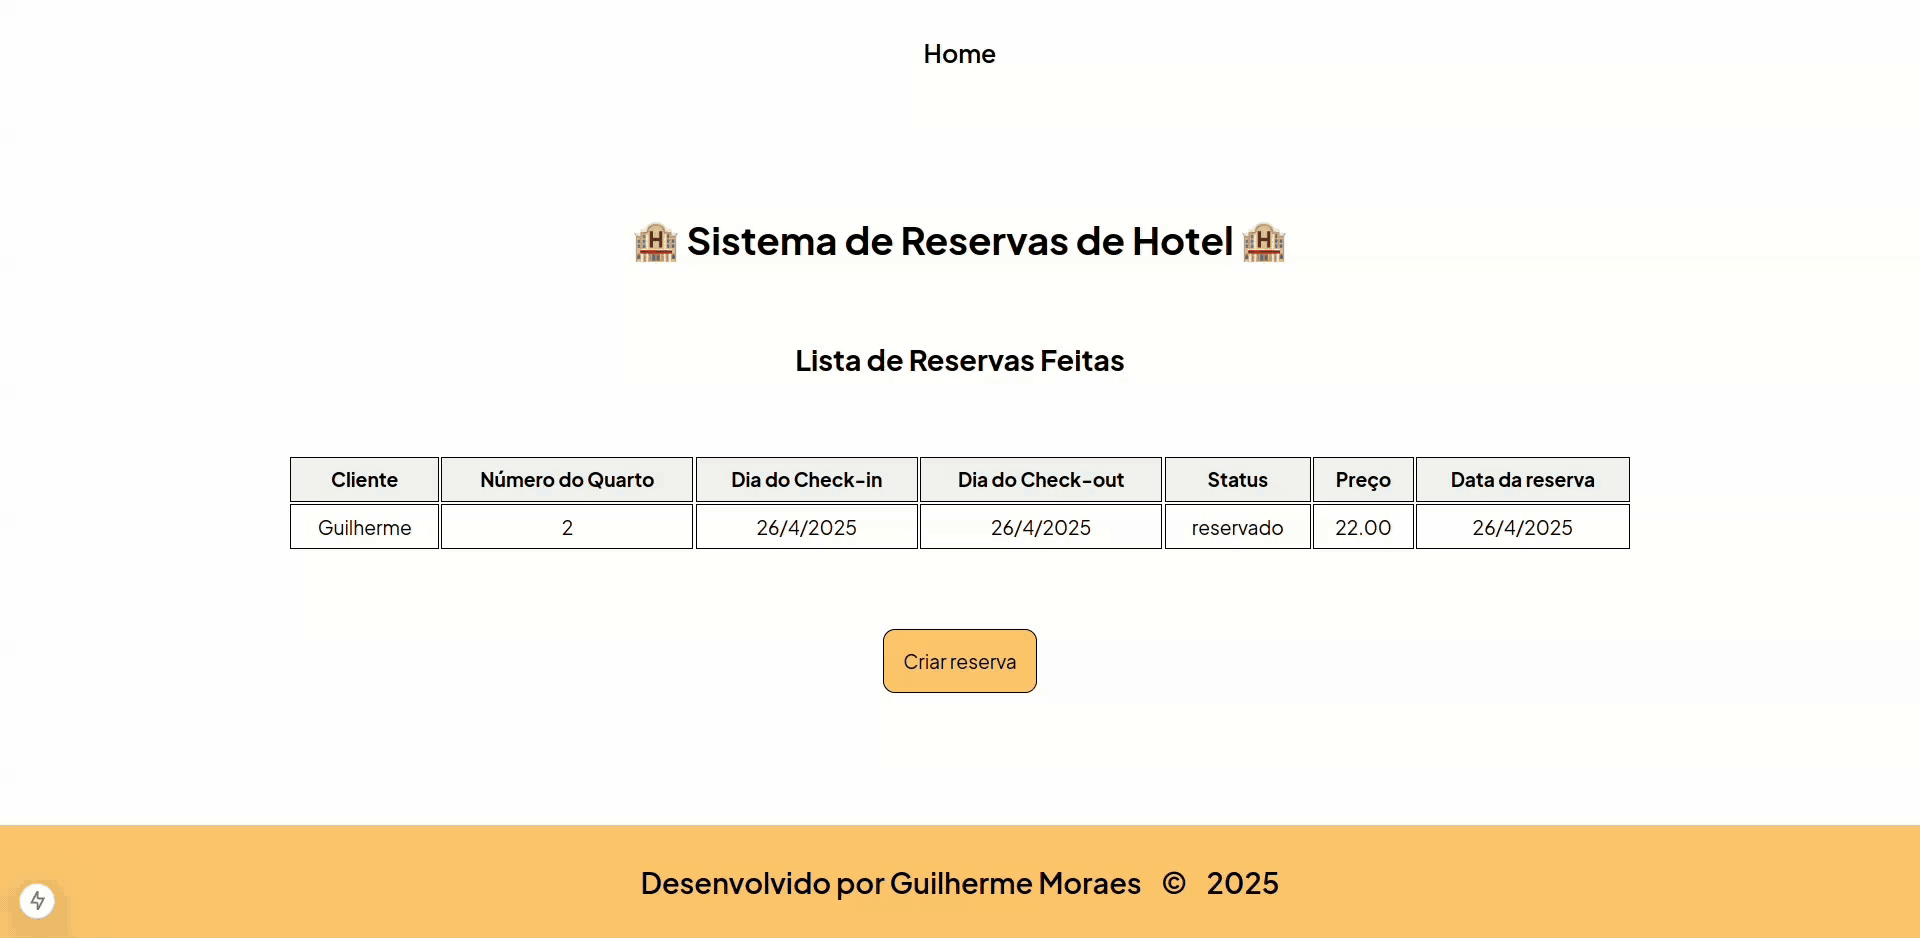 Home
🏨 Sistema de Reservas de Hotel 🏨
Lista de Reservas Feitas
Cliente Número do Quarto Dia do Check-in Dia do Check-out Status Preço Data da reserva
Guilherme 2 26/4/2025 26/4/2025 reservado 22.00 26/4/2025
Criar reserva
Desenvolvido por Guilherme Moraes © 2025